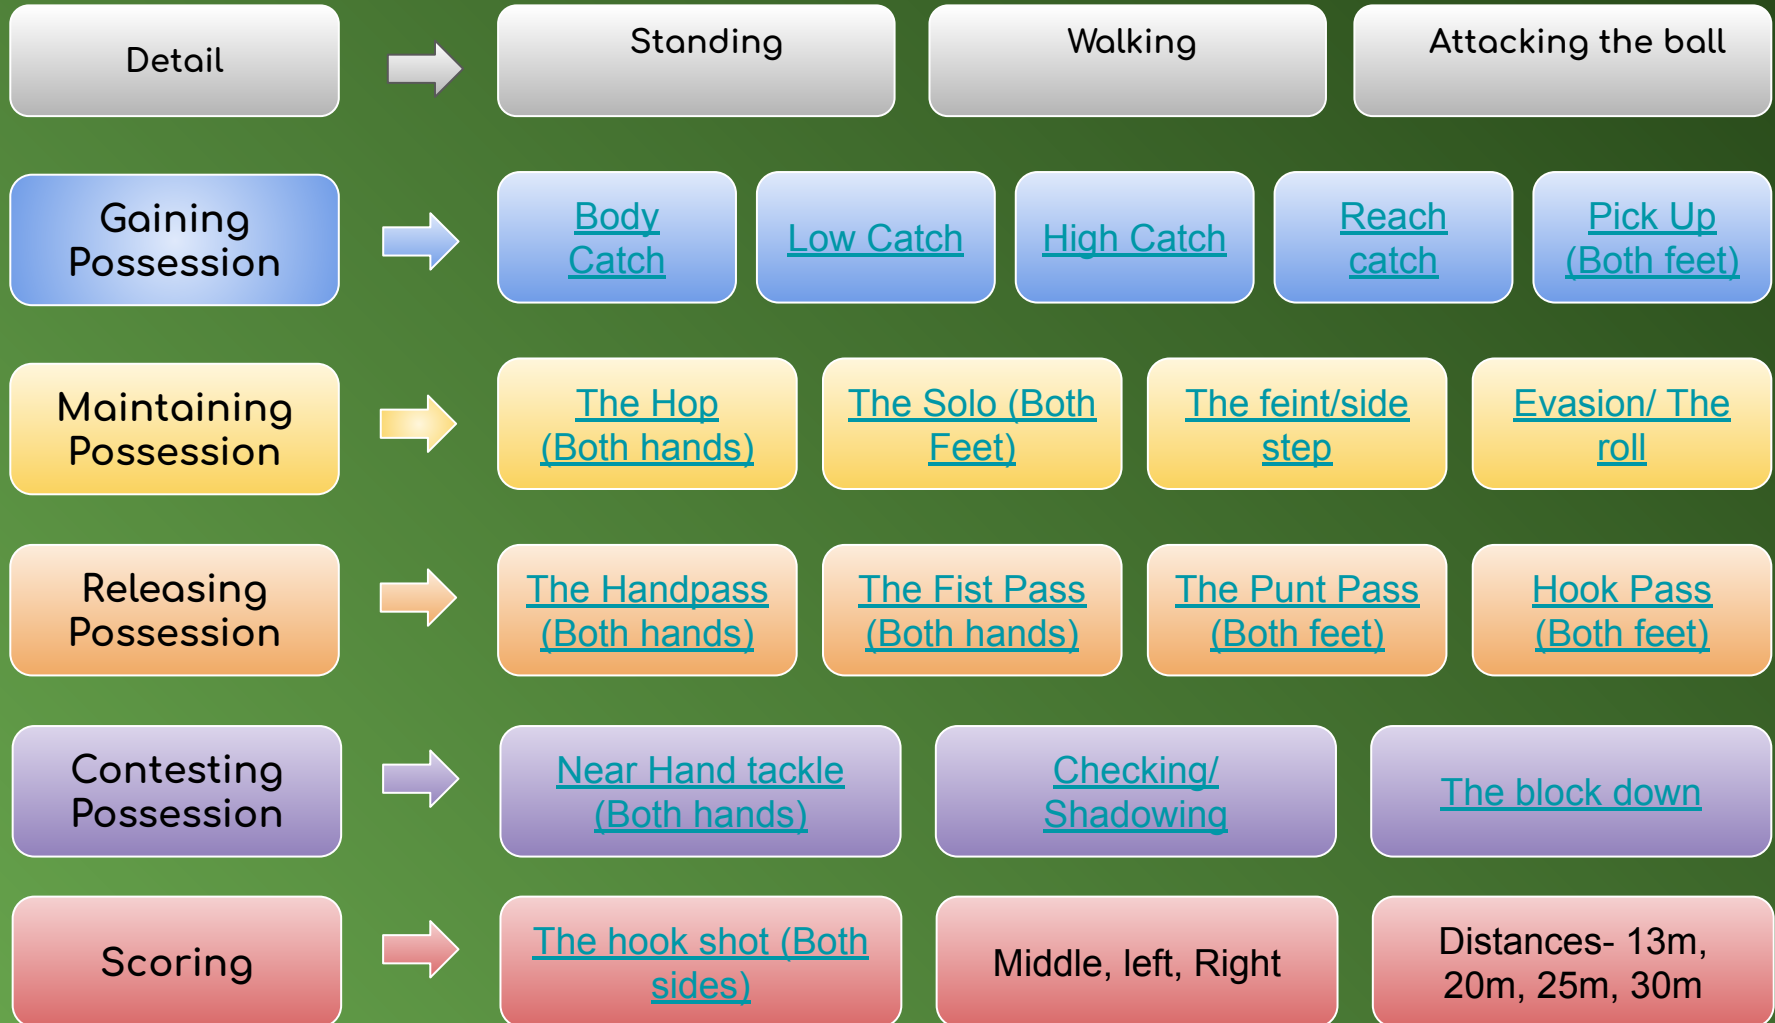 Detail
Standing
Walking
Attacking the ball
Gaining
Possession
Body
Catch
Low Catch
High Catch
Reach
catch
Pick Up
(Both feet)
Maintaining
Possession
The Hop
(Both hands)
The Solo (Both
Feet)
The feint/side
step
Evasion/ The
roll
Releasing
Possession
The Handpass
(Both hands)
The Fist Pass
(Both hands)
The Punt Pass
(Both feet)
Hook Pass
(Both feet)
Contesting
Possession
Near Hand tackle
(Both hands)
Checking/
Shadowing
The block down
Scoring
The hook shot (Both
sides)
Middle, left, Right
Distances- 13m,
20m, 25m, 30m